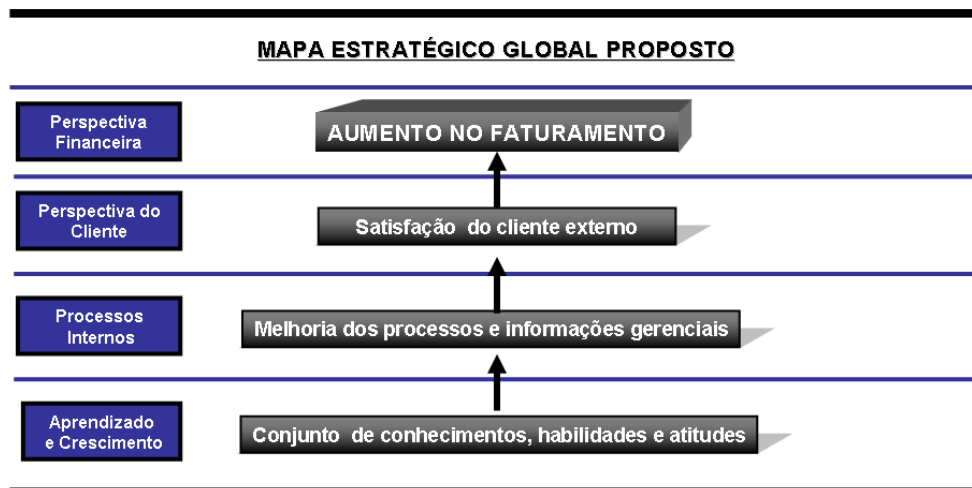 MAPA ESTRATÉGICO GLOBAL PROPOSTO
Perspectiva
Financeira
AUMENTO NO FATURAMENTO
Perspectiva do
Cliente
Satisfação do cliente externo
Processos
Internos
Melhoria dos processos e informações gerenciais
Aprendizado
e Crescimento
Conjunto de conhecimentos, habilidades e atitudes